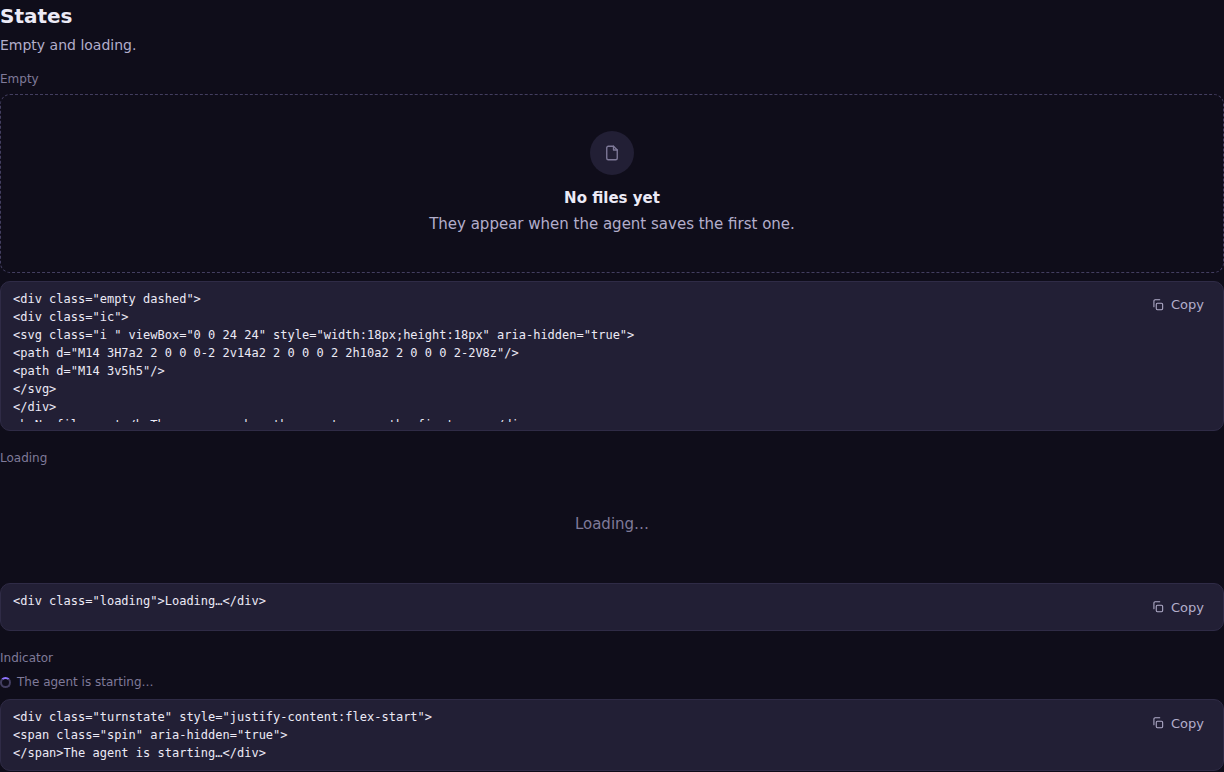 States
Empty and loading.
Empty
No files yet
They appear when the agent saves the first one.
<div class="empty dashed">
Copy
<div class="ic">
<svg class="i " viewBox="0 0 24 24" style="width:18px;height:18px" aria-hidden="true">
<path d="M14 3H7a2 2 0 0 0-2 2v14a2 2 0 0 0 2 2h10a2 2 0 0 0 2-2V8z"/>
<path d="M14 3v5h5"/>
</svg>
</div>
Loading
Loading…
<div class="loading">Loading…</div>
Copy
Indicator
The agent is starting…
<div class="turnstate" style="justify-content:flex-start">
Copy
<span class="spin" aria-hidden="true">
</span>The agent is starting…</div>